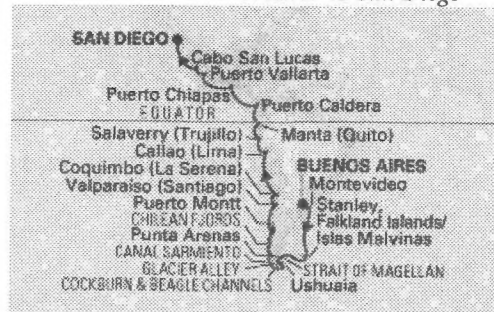 SAN DIEGO
Cabo San Lucas
Puerto Vallarta
Puerto Chiapas
EQUATOR
Puerto Caldera
Salaverry (Trujillo)
Manta (Quito)
Callao (Lima)
Coquimbo (La Serena)
BUENOS AIRES
Valparaiso (Santiago)
Montevideo
Puerto Montt
Stanley,
CHILEAN FJORDS
Falkland Islands/
Punta Arenas
Islas Malvinas
CANAL SARMIENTO
GLACIER ALLEY
STRAIT OF MAGELLAN
COCKBURN & BEAGLE CHANNELS
Ushuaia